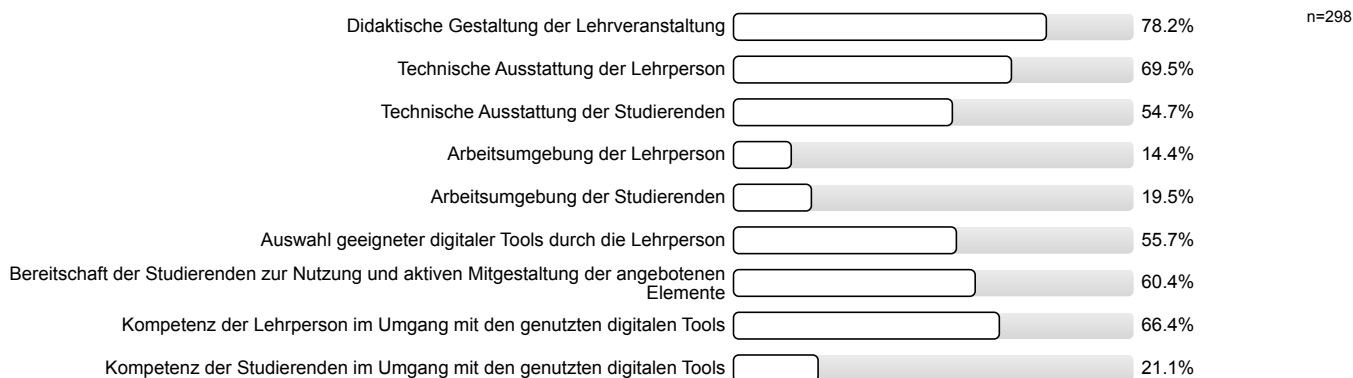 Didaktische Gestaltung der Lehrveranstaltung 78.2% n=298
Technische Ausstattung der Lehrperson 69.5%
Technische Ausstattung der Studierenden 54.7%
Arbeitsumgebung der Lehrperson 14.4%
Arbeitsumgebung der Studierenden 19.5%
Auswahl geeigneter digitaler Tools durch die Lehrperson 55.7%
Bereitschaft der Studierenden zur Nutzung und aktiven Mitgestaltung der angebotenen
Elemente 60.4%
Kompetenz der Lehrperson im Umgang mit den genutzten digitalen Tools 66.4%
Kompetenz der Studierenden im Umgang mit den genutzten digitalen Tools 21.1%